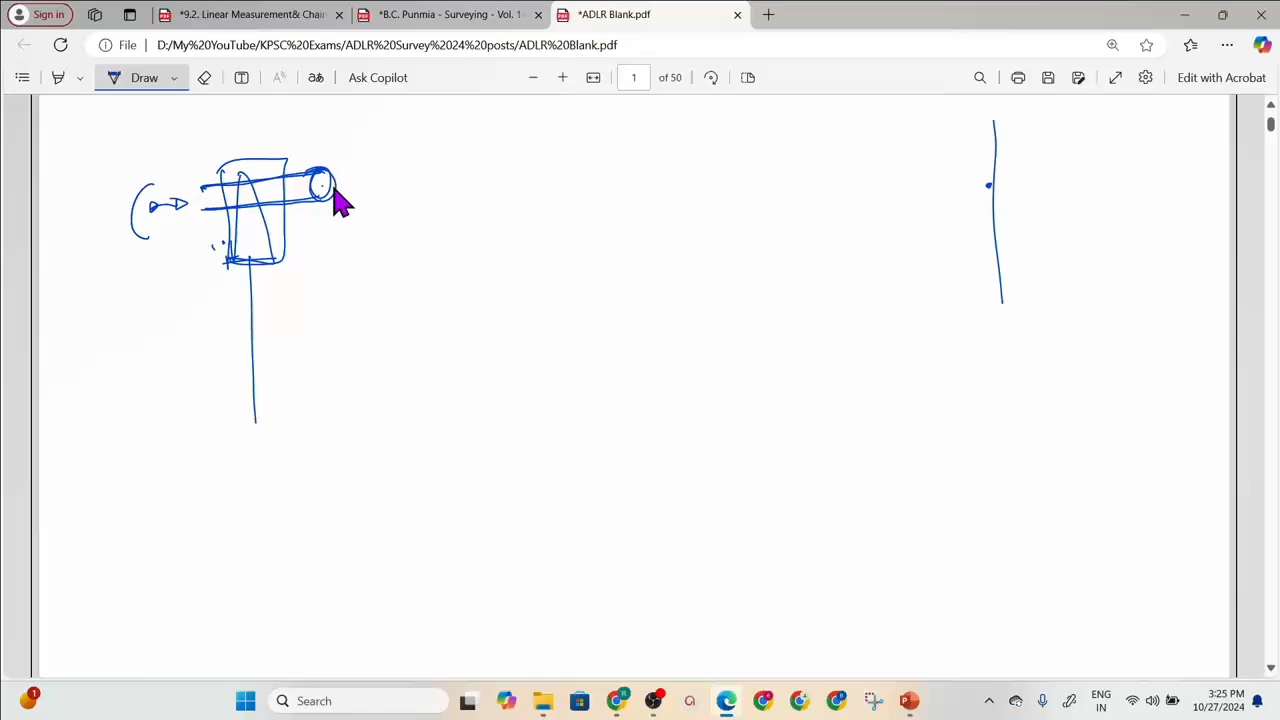 Sign in
*9.2. Linear Measurement& Chai
*B.C. Punmia - Surveying - Vol. 1
*ADLR Blank.pdf
File
D:/My%20YouTube/KPSC%20Exams/ADLR%20Survey%2024%20posts/ADLR%20Blank.pdf
Draw
Ask Copilot
1
of 50
Edit with Acrobat
1
Search
ENG
IN
3:25 PM
10/27/2024